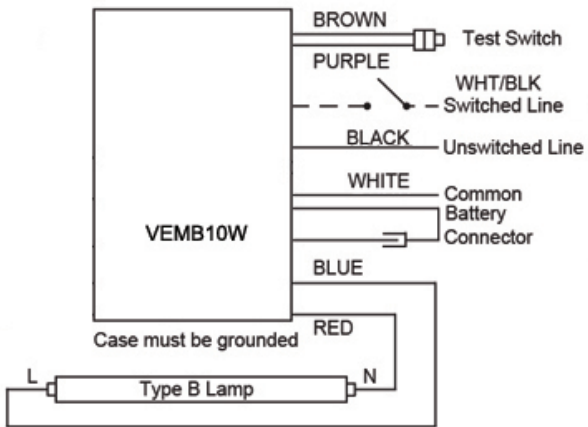 BROWN
Test Switch
PURPLE
WHT/BLK
Switched Line
BLACK
Unswitched Line
WHITE
Common
Battery
Connector
VEMB10W
BLUE
RED
Case must be grounded
L
Type B Lamp
N